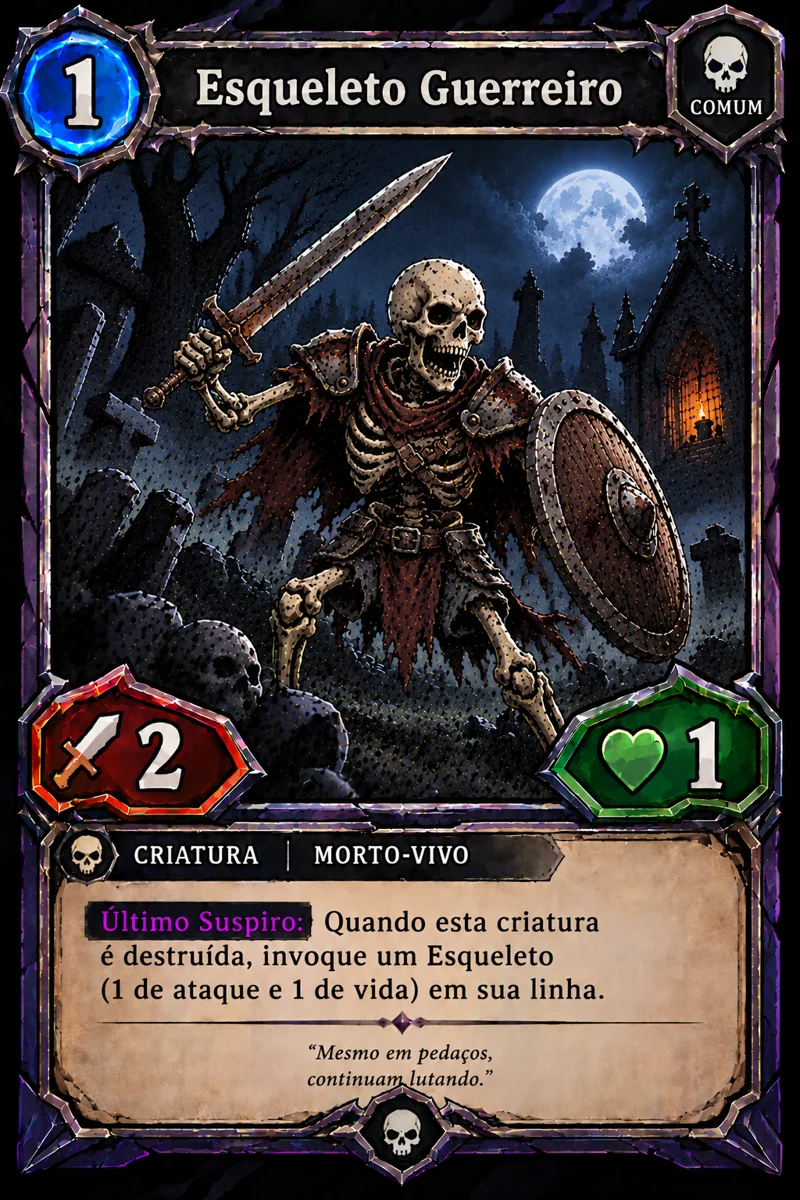 1
Esqueleto Guerreiro
COMUM
2
1
CRIATURA | MORTO-VIVO
Último Suspiro: Quando esta criatura
é destruída, invoque um Esqueleto
(1 de ataque e 1 de vida) em sua linha.
“Mesmo em pedaços,
continuam lutando.”